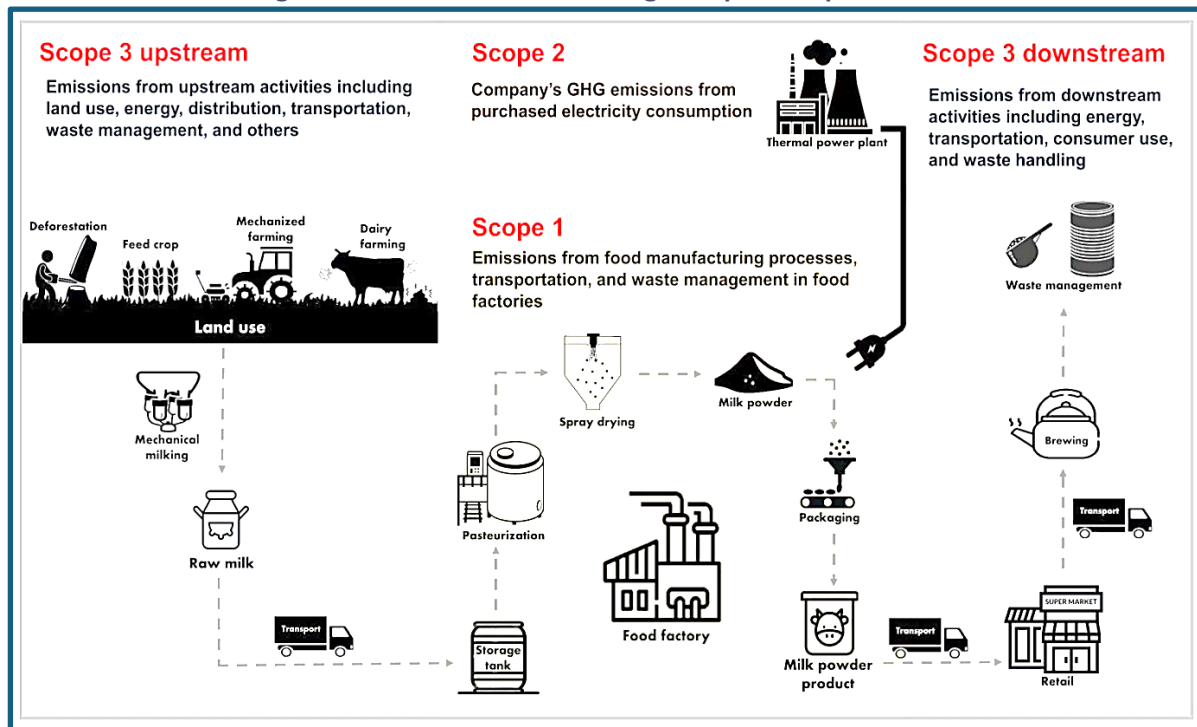 Scope 3 upstream
Emissions from upstream activities including
land use, energy, distribution, transportation,
waste management, and others
Scope 2
Company's GHG emissions from
purchased electricity consumption
Thermal power plant
Scope 3 downstream
Emissions from downstream
activities including energy,
transportation, consumer use,
and waste handling
Deforestation
Feed crop
Mechanized
farming
Dairy
farming
Land use
Scope 1
Emissions from food manufacturing processes,
transportation, and waste management in food
factories
Waste management
Mechanical
milking
Raw milk
Transport
Storage
tank
Pasteurization
Spray drying
Milk powder
Packaging
Food factory
Milk powder
product
Transport
SUPER MARKET
Retail
Transport
Brewing